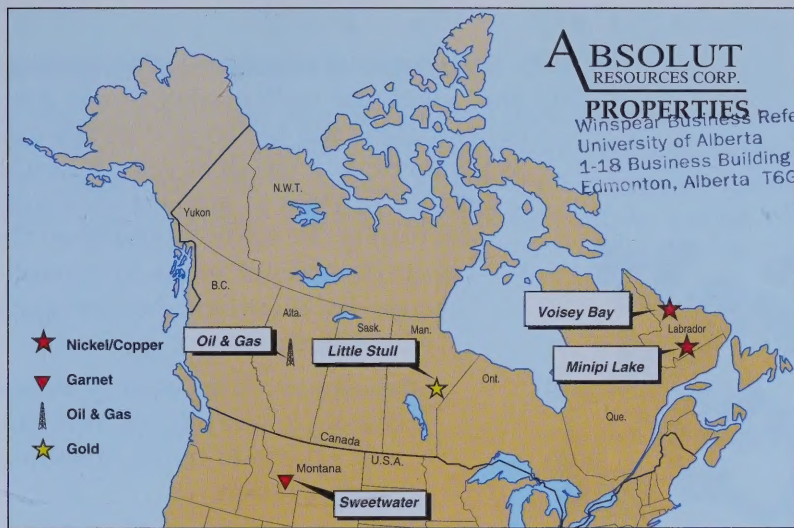 ABSOLUT
RESOURCES CORP.
PROPERTIES
Winspear Business Refe
University of Alberta
1-18 Business Building
Edmonton, Alberta T6G
N.W.T.
Yukon
B.C.
Alta.
Sask.
Man.
Ont.
Que.
Labrador
Voisey Bay
Minipi Lake
Oil & Gas
Little Stull
Nickel/Copper
Garnet
Oil & Gas
Gold
Canada
U.S.A.
Montana
Sweetwater